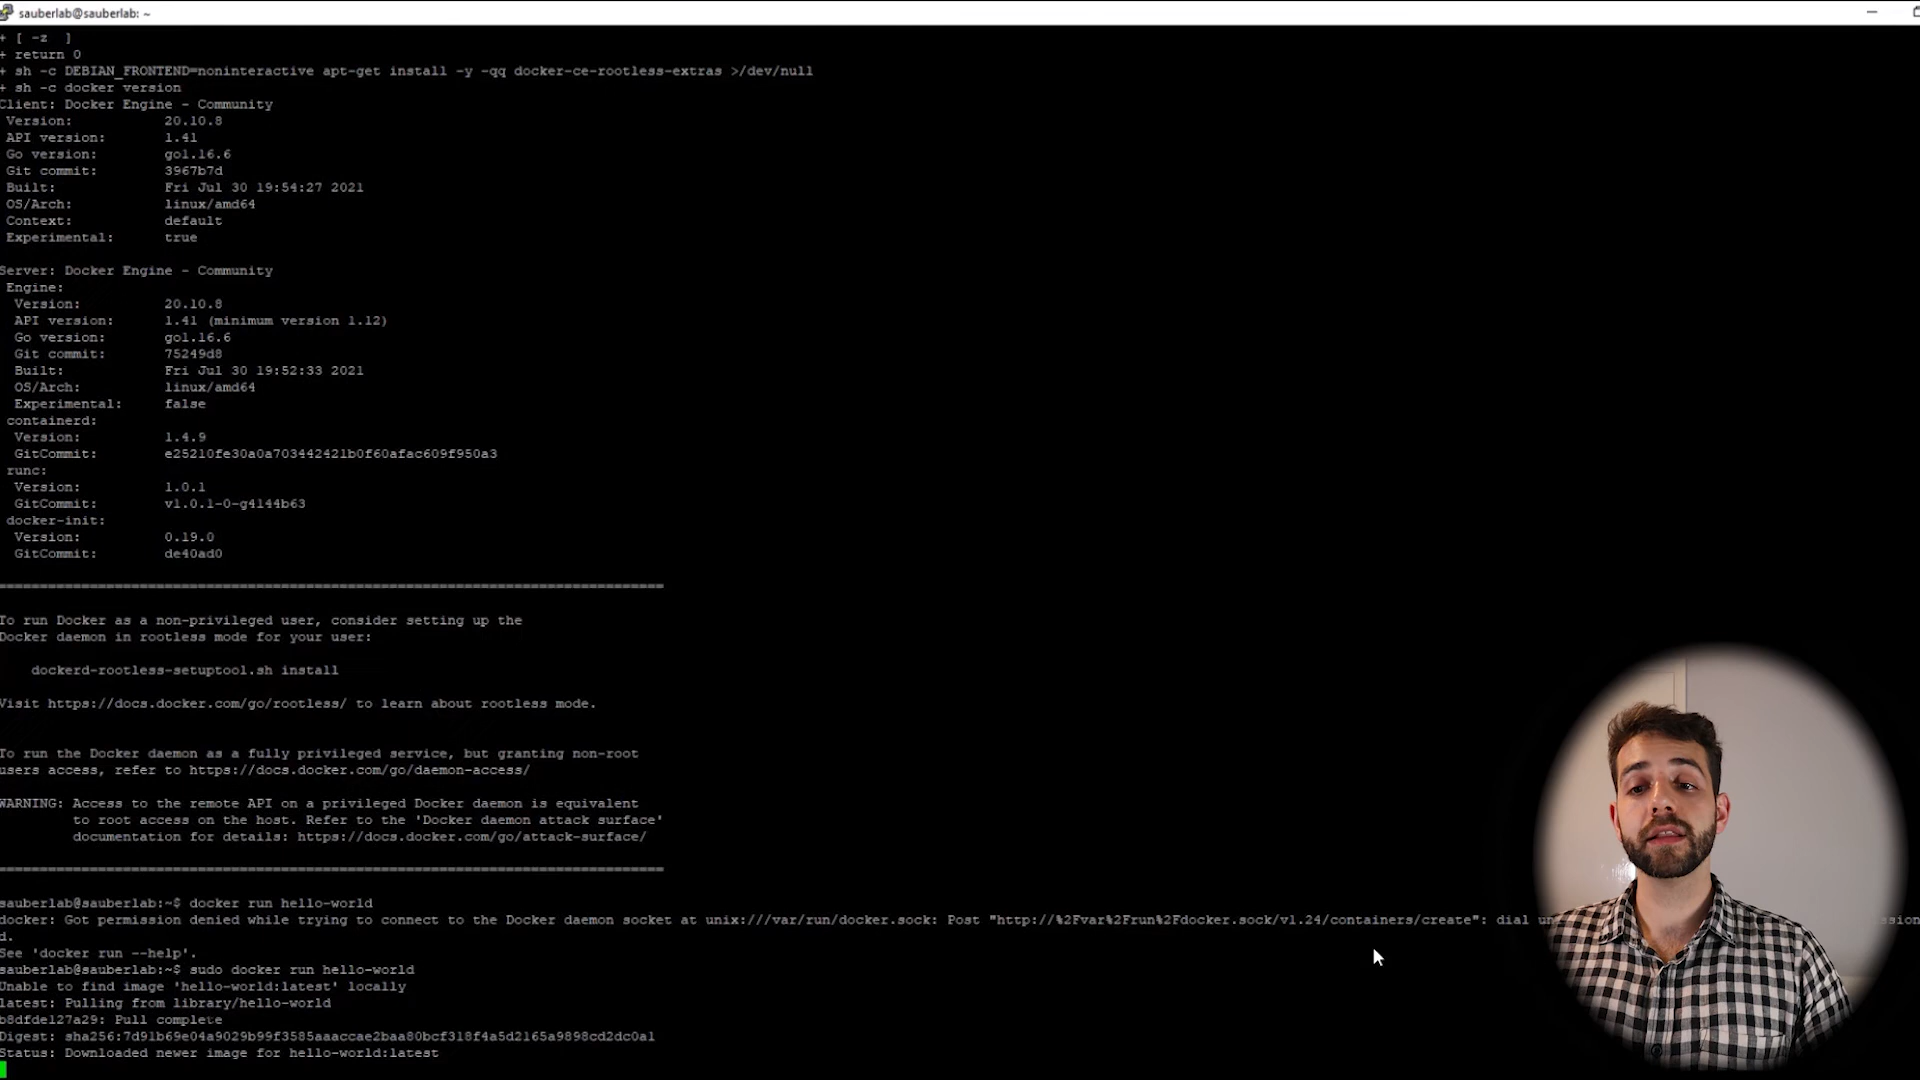 sauberlab@sauberlab: ~
+ [ -z  ]
+ return 0
+ sh -c DEBIAN_FRONTEND=noninteractive apt-get install -y -qq docker-ce-rootless-extras >/dev/null
+ sh -c docker version
Client: Docker Engine - Community
Version: 20.10.8
API version: 1.41
Go version: go1.16.6
Git commit: 3967b7d
Built: Fri Jul 30 19:54:27 2021
OS/Arch: linux/amd64
Context: default
Experimental: true
Server: Docker Engine - Community
Engine:
Version: 20.10.8
API version: 1.41 (minimum version 1.12)
Go version: go1.16.6
Git commit: 75249d8
Built: Fri Jul 30 19:52:33 2021
OS/Arch: linux/amd64
Experimental: false
containerd:
Version: 1.4.9
GitCommit: e25210fe30a0a703442421b0f60afac609f950a3
runc:
Version: 1.0.1
GitCommit: v1.0.1-0-g4144b63
docker-init:
Version: 0.19.0
GitCommit: de40ad0
================================================================================
To run Docker as a non-privileged user, consider setting up the
Docker daemon in rootless mode for your user:
dockerd-rootless-setuptool.sh install
Visit https://docs.docker.com/go/rootless/ to learn about rootless mode.
To run the Docker daemon as a fully privileged service, but granting non-root
users access, refer to https://docs.docker.com/go/daemon-access/
WARNING: Access to the remote API on a privileged Docker daemon is equivalent
to root access on the host. Refer to the 'Docker daemon attack surface'
documentation for details: https://docs.docker.com/go/attack-surface/
================================================================================
sauberlab@sauberlab:~$ docker run hello-world
docker: Got permission denied while trying to connect to the Docker daemon socket at unix:///var/run/docker.sock: Post "http://%2Fvar%2Frun%2Fdocker.sock/v1.24/containers/create": dial
d.
See 'docker run --help'.
sauberlab@sauberlab:~$ sudo docker run hello-world
Unable to find image 'hello-world:latest' locally
latest: Pulling from library/hello-world
b8dfde127a29: Pull complete
Digest: sha256:7d91b69e04a9029b99f3585aaaccae2baa80bcf318f4a5d2165a9898cd2dc0a1
Status: Downloaded newer image for hello-world:latest